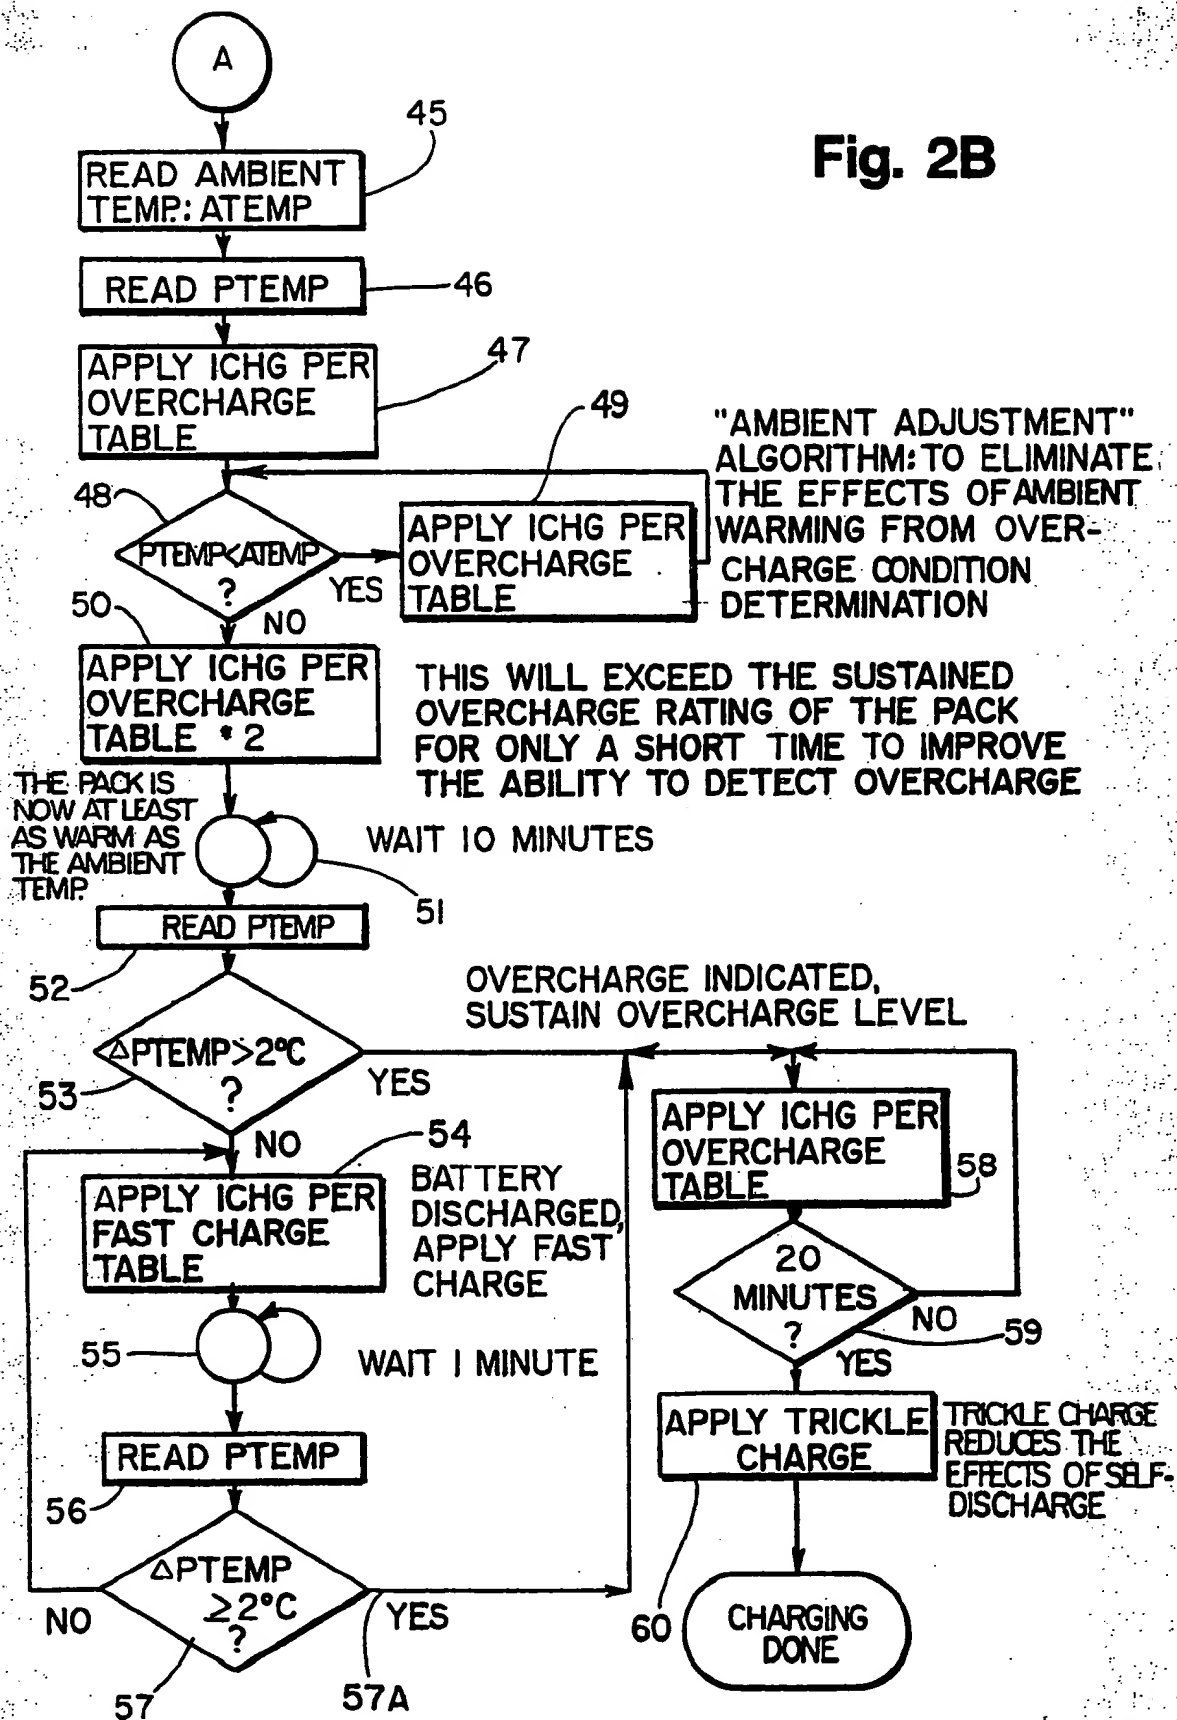 A
Fig. 2B
45
READ AMBIENT
TEMP.: ATEMP
READ PTEMP
46
APPLY ICHG PER
OVERCHARGE
TABLE
47
48
PTEMP<ATEMP
?
YES
NO
49
APPLY ICHG PER
OVERCHARGE
TABLE
"AMBIENT ADJUSTMENT"
ALGORITHM: TO ELIMINATE
THE EFFECTS OF AMBIENT
WARMING FROM OVER-
CHARGE CONDITION
DETERMINATION
50
APPLY ICHG PER
OVERCHARGE
TABLE * 2
THIS WILL EXCEED THE SUSTAINED
OVERCHARGE RATING OF THE PACK
FOR ONLY A SHORT TIME TO IMPROVE
THE ABILITY TO DETECT OVERCHARGE
THE PACK IS
NOW AT LEAST
AS WARM AS
THE AMBIENT
TEMP.
WAIT 10 MINUTES
51
READ PTEMP
52
△PTEMP>2°C
?
53
YES
NO
OVERCHARGE INDICATED,
SUSTAIN OVERCHARGE LEVEL
54
APPLY ICHG PER
FAST CHARGE
TABLE
BATTERY
DISCHARGED,
APPLY FAST
CHARGE
55
WAIT 1 MINUTE
READ PTEMP
56
△PTEMP
≥2°C
?
NO
YES
57
57A
APPLY ICHG PER
OVERCHARGE
TABLE
58
20
MINUTES
?
NO
59
YES
APPLY TRICKLE
CHARGE
60
TRICKLE CHARGE
REDUCES THE
EFFECTS OF SELF-
DISCHARGE
CHARGING
DONE